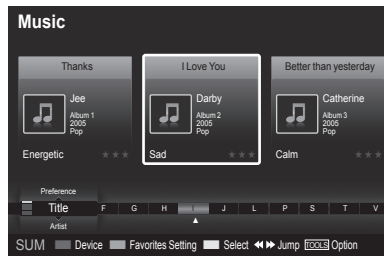 Music
Thanks
Jee
Album 1
2005
Pop
Energetic
I Love You
Darby
Album 2
2005
Pop
Sad
Better than yesterday
Catherine
Album 3
2005
Pop
Calm
Preference
Title F G H I J L P S T V
Artist
SUM Device Favorites Setting Select Jump TOOLS Option